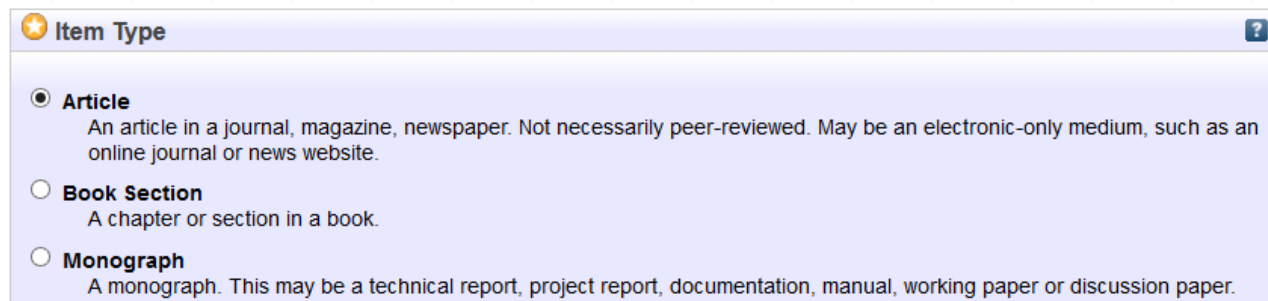 Item Type
?
Article
An article in a journal, magazine, newspaper. Not necessarily peer-reviewed. May be an electronic-only medium, such as an
online journal or news website.
Book Section
A chapter or section in a book.
Monograph
A monograph. This may be a technical report, project report, documentation, manual, working paper or discussion paper.